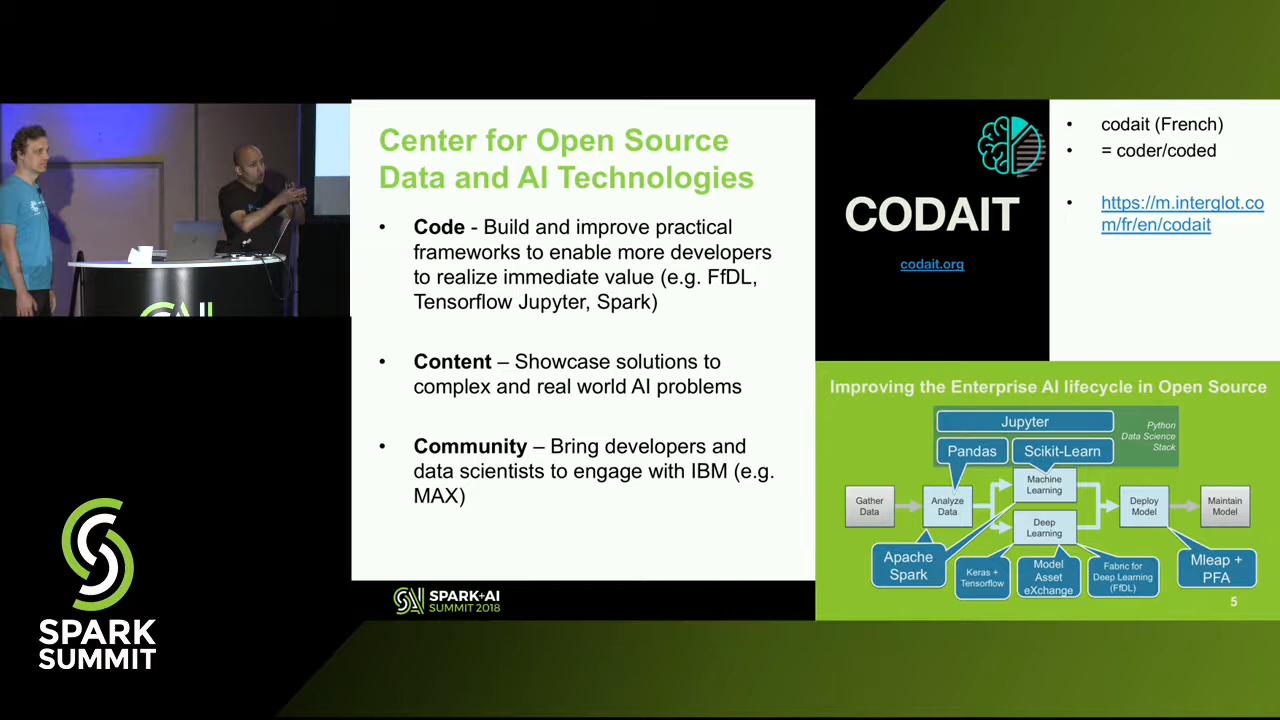 Center for Open Source
Data and AI Technologies
• Code - Build and improve practical
frameworks to enable more developers
to realize immediate value (e.g. FfDL,
Tensorflow Jupyter, Spark)
• Content – Showcase solutions to
complex and real world AI problems
• Community – Bring developers and
data scientists to engage with IBM (e.g.
MAX)
SPARK+AI
SUMMIT 2018
CODAIT
codait.org
• codait (French)
• = coder/coded
• https://m.interglot.co
m/fr/en/codait
Improving the Enterprise AI lifecycle in Open Source
Jupyter
Python
Data Science
Stack
Pandas
Scikit-Learn
Gather
Data
Analyze
Data
Machine
Learning
Deep
Learning
Deploy
Model
Maintain
Model
Apache
Spark
Keras +
Tensorflow
Model
Asset
eXchange
Fabric for
Deep Learning
(FfDL)
Mleap +
PFA
5
SPARK
SUMMIT